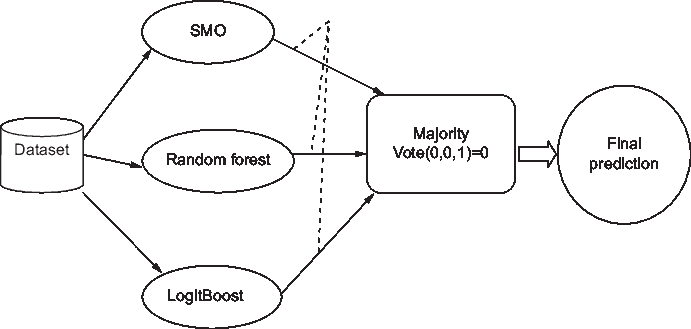 SMO
Dataset
Random forest
LogItBoost
Majority
Vote(0,0,1)=0
FInal
prediction